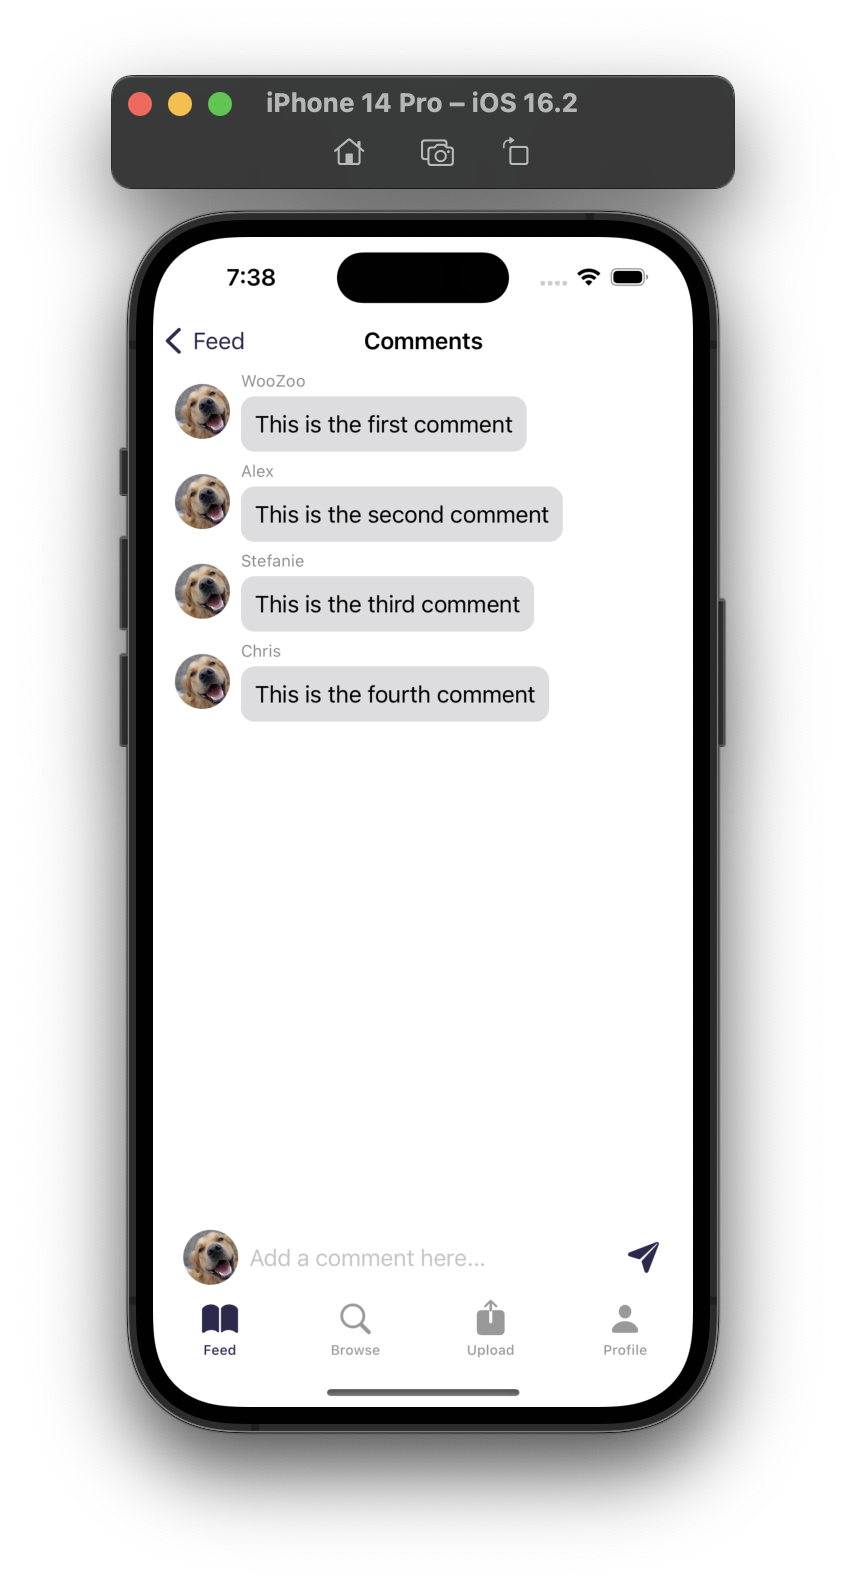 iPhone 14 Pro – iOS 16.2
7:38
Feed
Comments
WooZoo
This is the first comment
Alex
This is the second comment
Stefanie
This is the third comment
Chris
This is the fourth comment
Add a comment here...
Feed
Browse
Upload
Profile